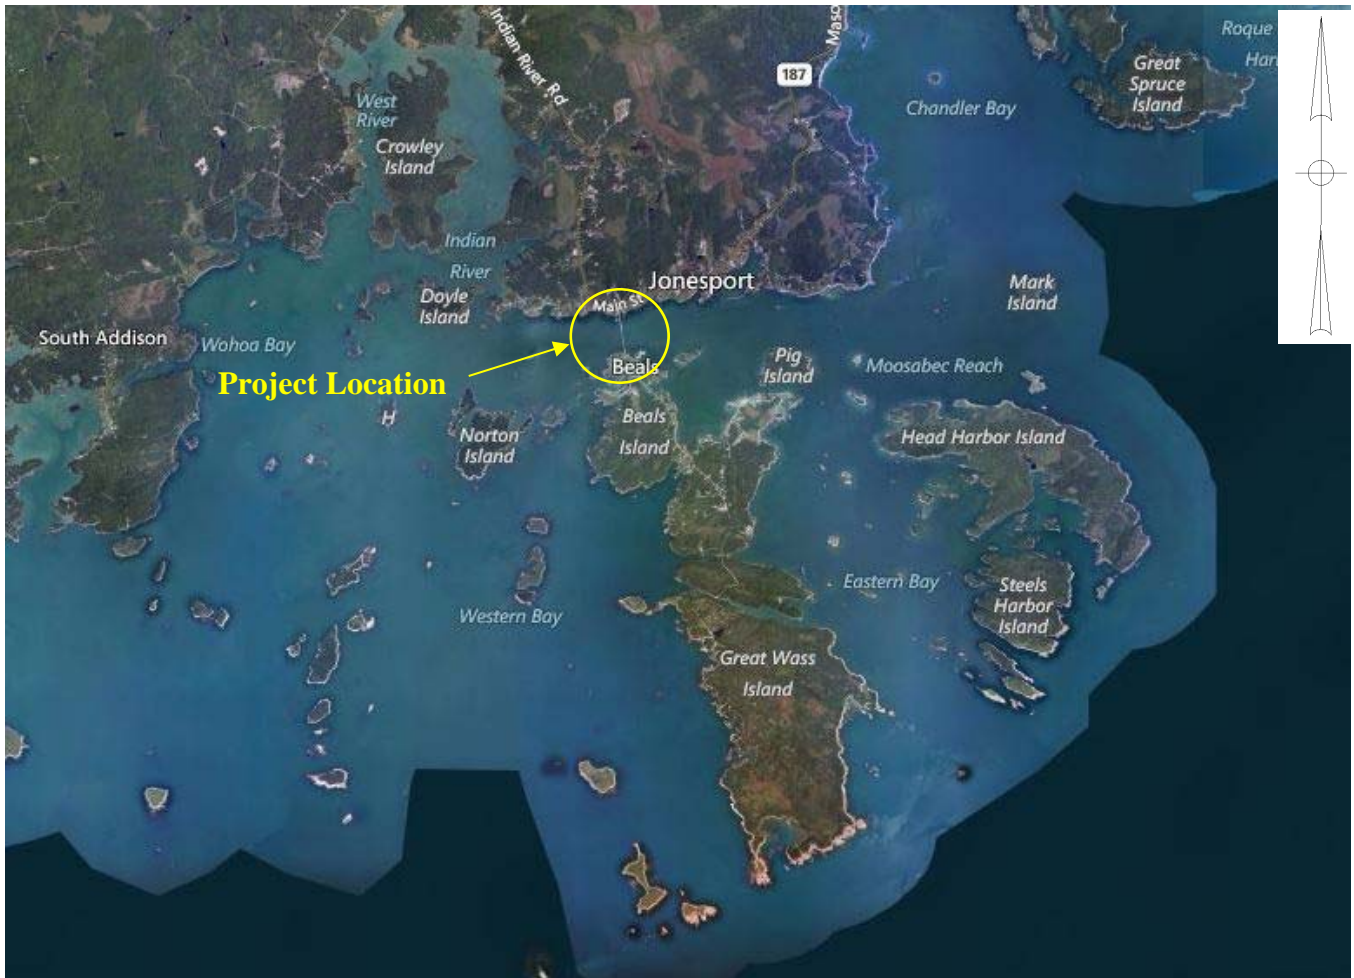 Indian River Rd
Maso
187
Roque
Har
Great
Spruce
Island
Chandler Bay
West
River
Crowley
Island
Indian
River
Jonesport
Mark
Island
Doyle
Island
Main St
South Addison
Wohoa Bay
Project Location
Beals
Pig
Island
Moosabec Reach
H
Norton
Island
Beals
Island
Head Harbor Island
Eastern Bay
Steels
Harbor
Island
Western Bay
Great Wass
Island